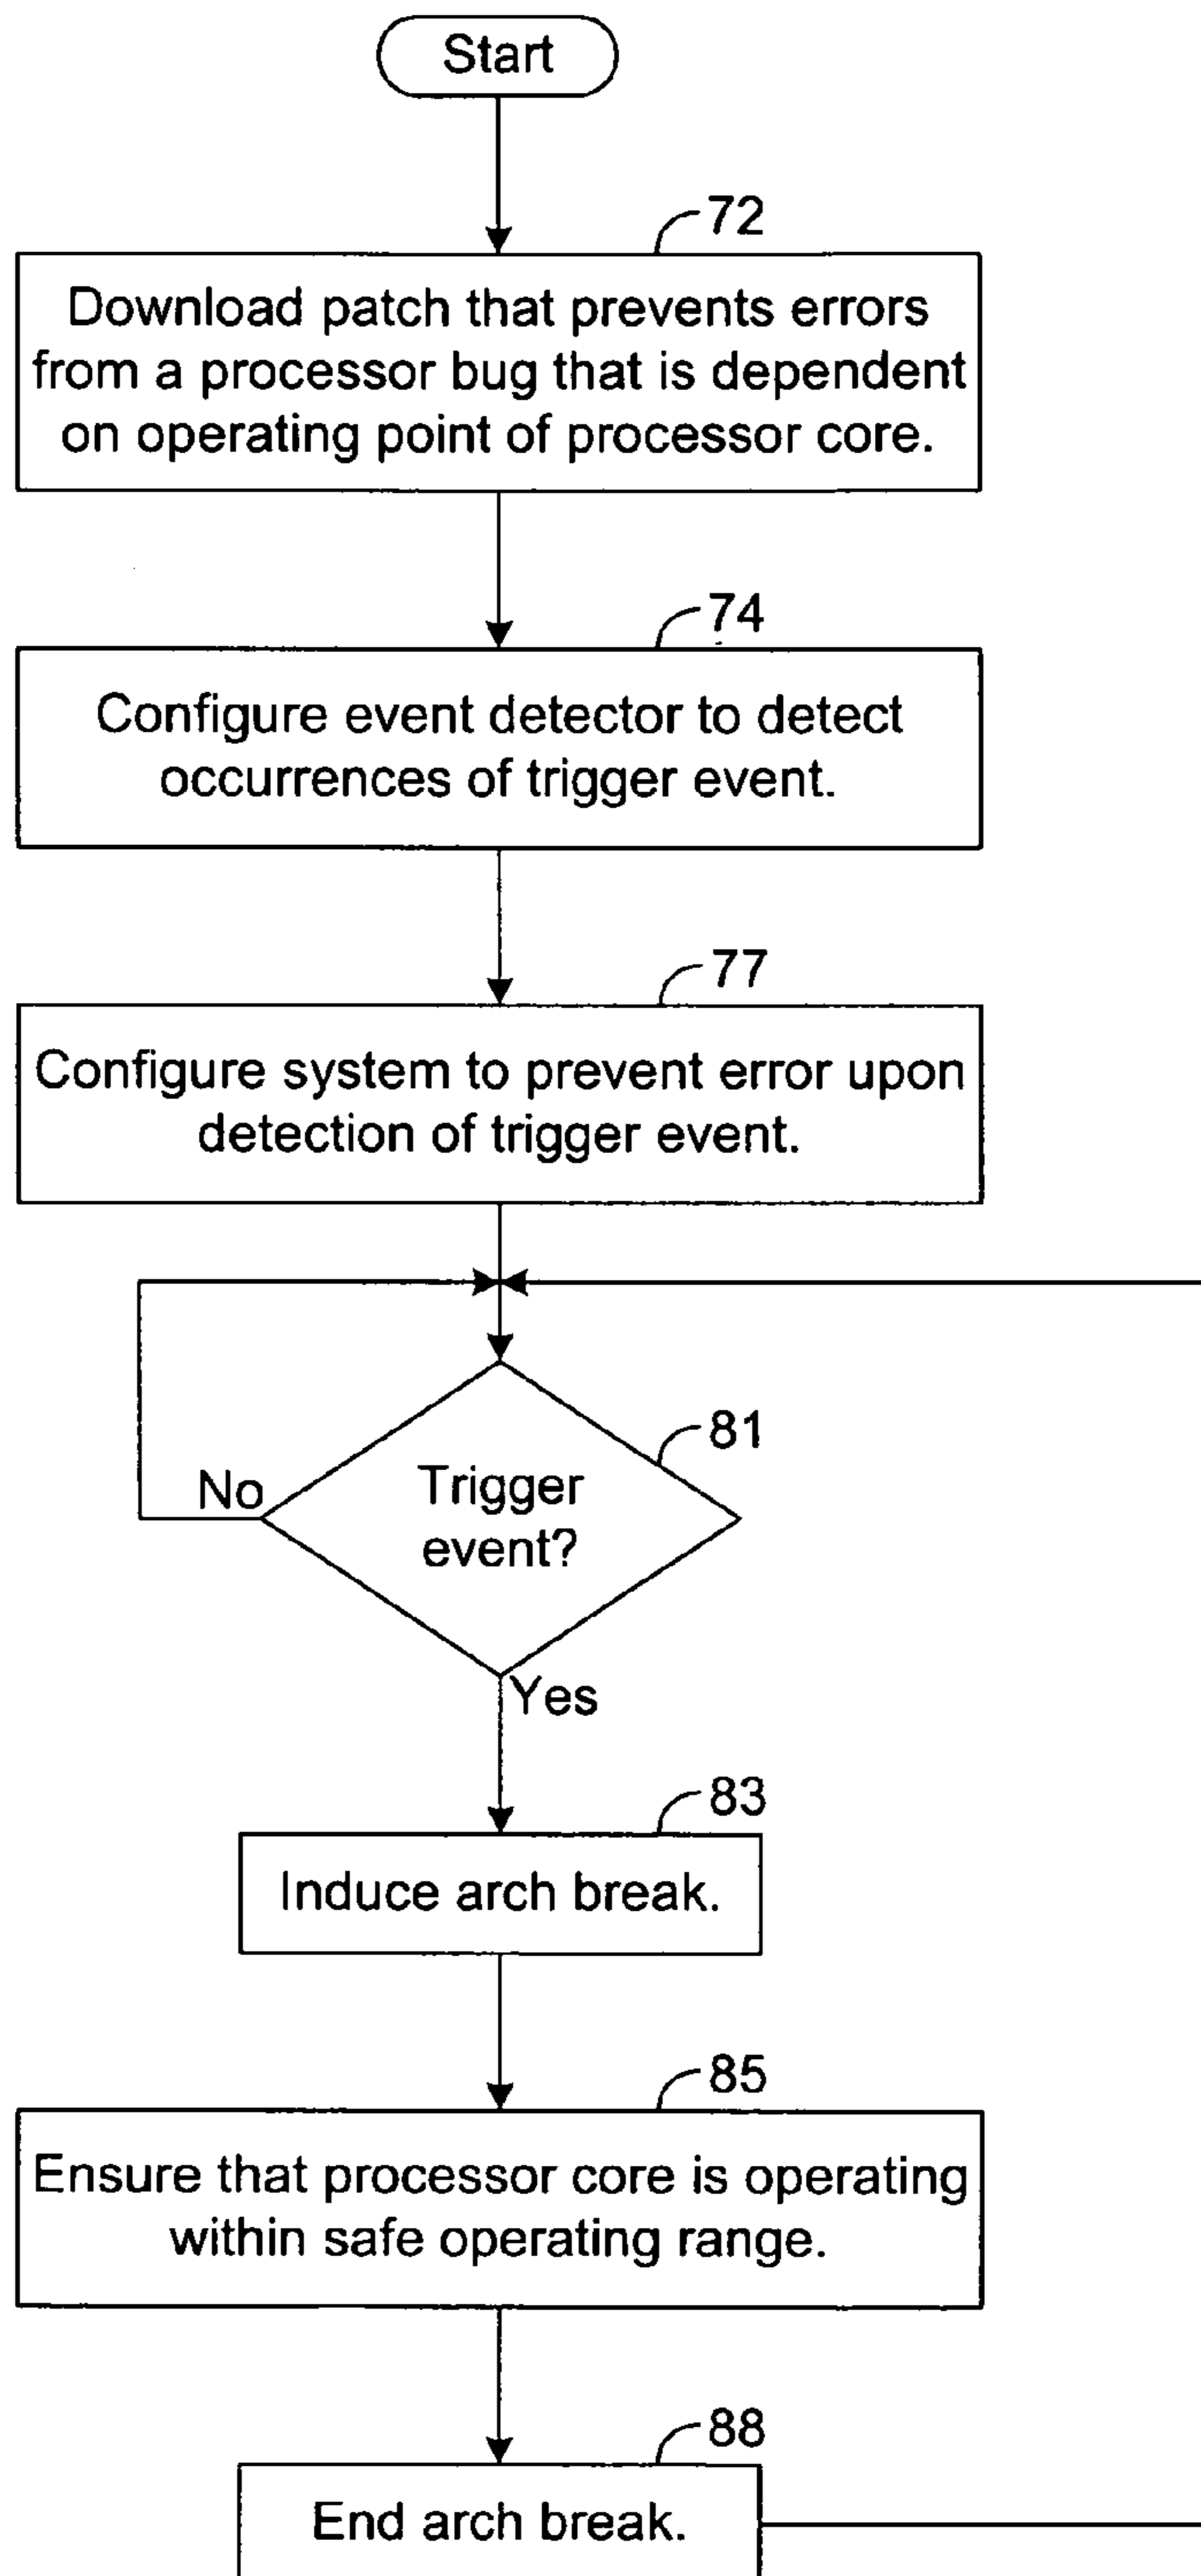 Start
72
Download patch that prevents errors
from a processor bug that is dependent
on operating point of processor core.
74
Configure event detector to detect
occurrences of trigger event.
77
Configure system to prevent error upon
detection of trigger event.
81
No
Trigger
event?
Yes
83
Induce arch break.
85
Ensure that processor core is operating
within safe operating range.
88
End arch break.